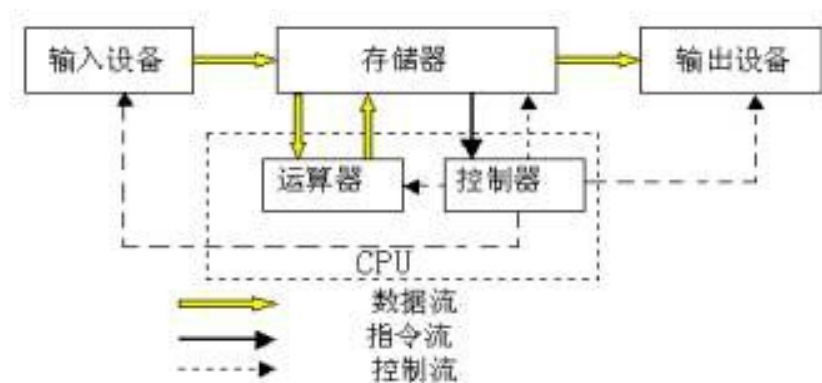 输入设备
存储器
输出设备
运算器
控制器
CPU
数据流
指令流
控制流